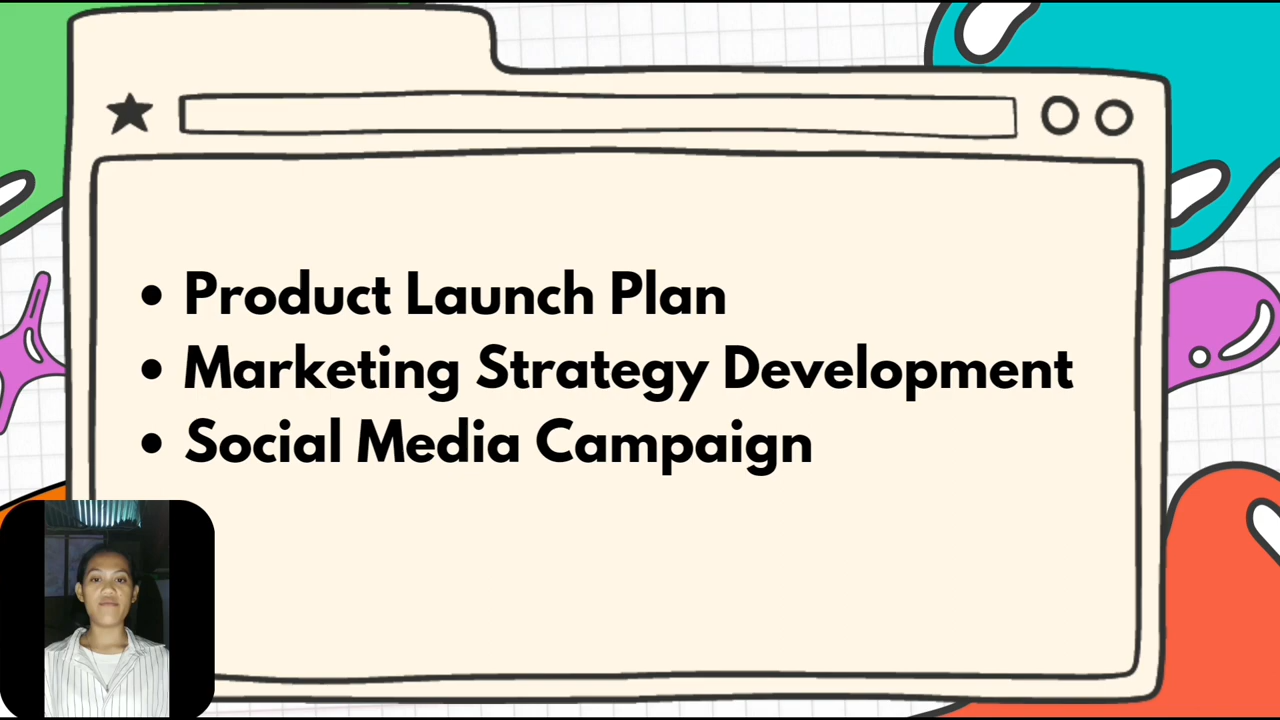 • Product Launch Plan
• Marketing Strategy Development
• Social Media Campaign